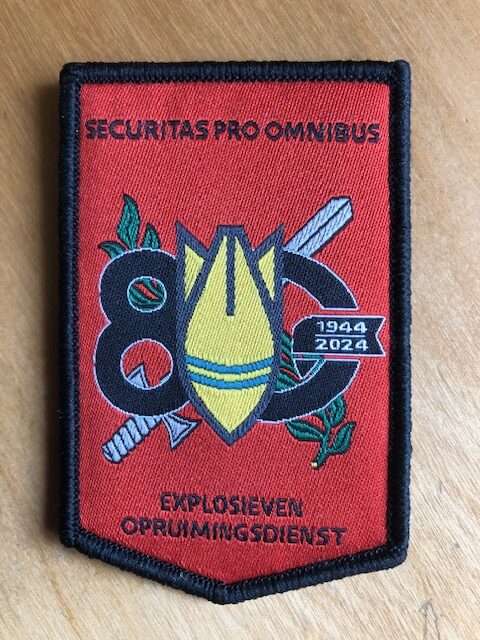 SECURITAS PRO OMNIBUS
80
1944
2024
EXPLOSIEVEN
OPRUIMINGSDIENST